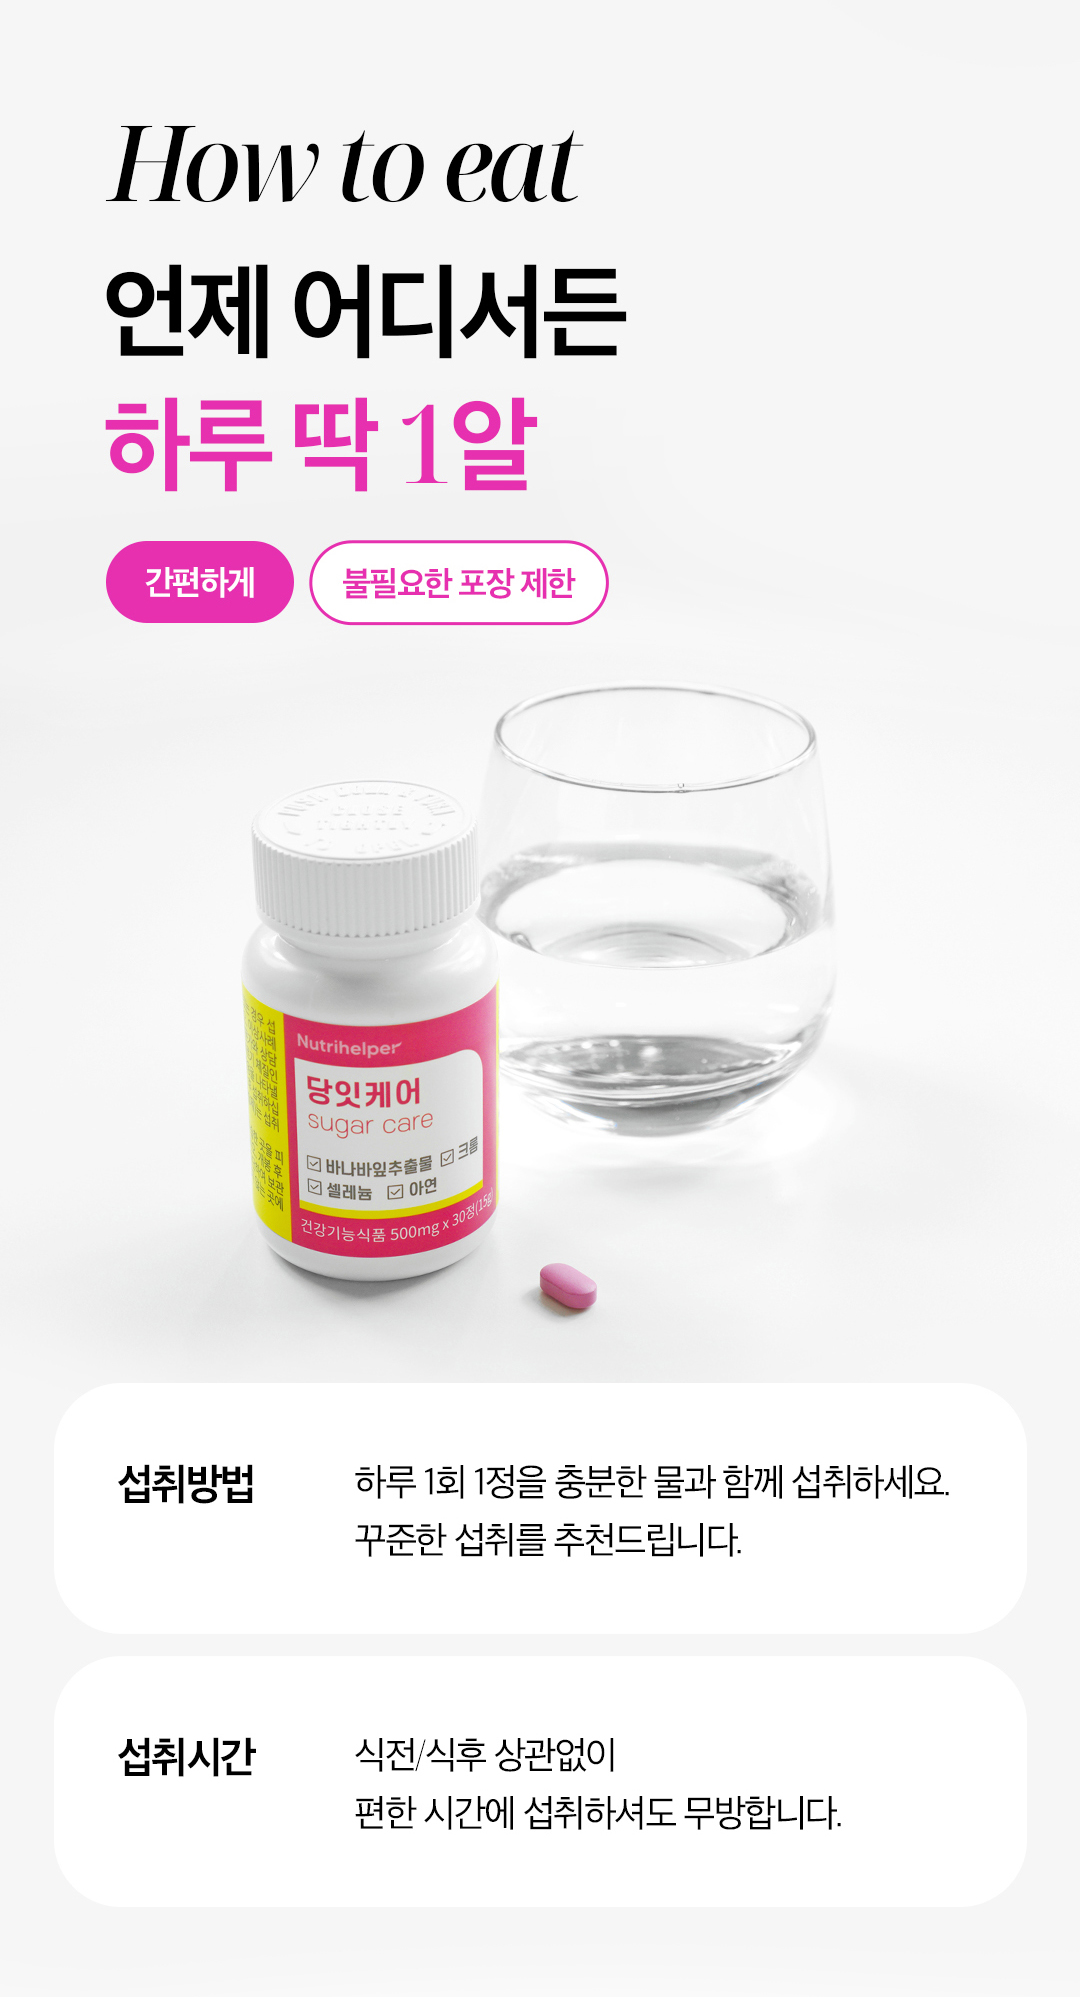 How to eat
언제 어디서든
하루 딱 1알
간편하게
불필요한 포장 제한
CLOSE
TIGHTLY
Nutrihelper
당잇케어
sugar care
바나바잎추출물 크롬
셀레늄 아연
건강기능식품 500mg x 30정(15g)
섭취방법
하루 1회 1정을 충분한 물과 함께 섭취하세요.
꾸준한 섭취를 추천드립니다.
섭취시간
식전/식후 상관없이
편한 시간에 섭취하셔도 무방합니다.